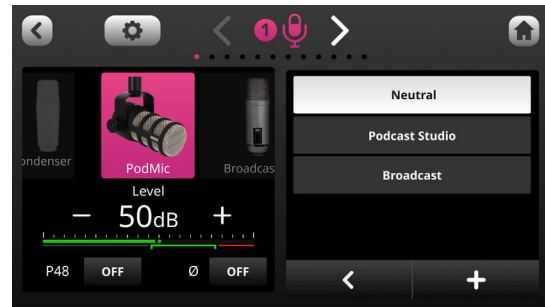 1
ondenser
PodMic
Broadcas
Level
− 50dB +
P48 OFF Ø OFF
Neutral
Podcast Studio
Broadcast
+